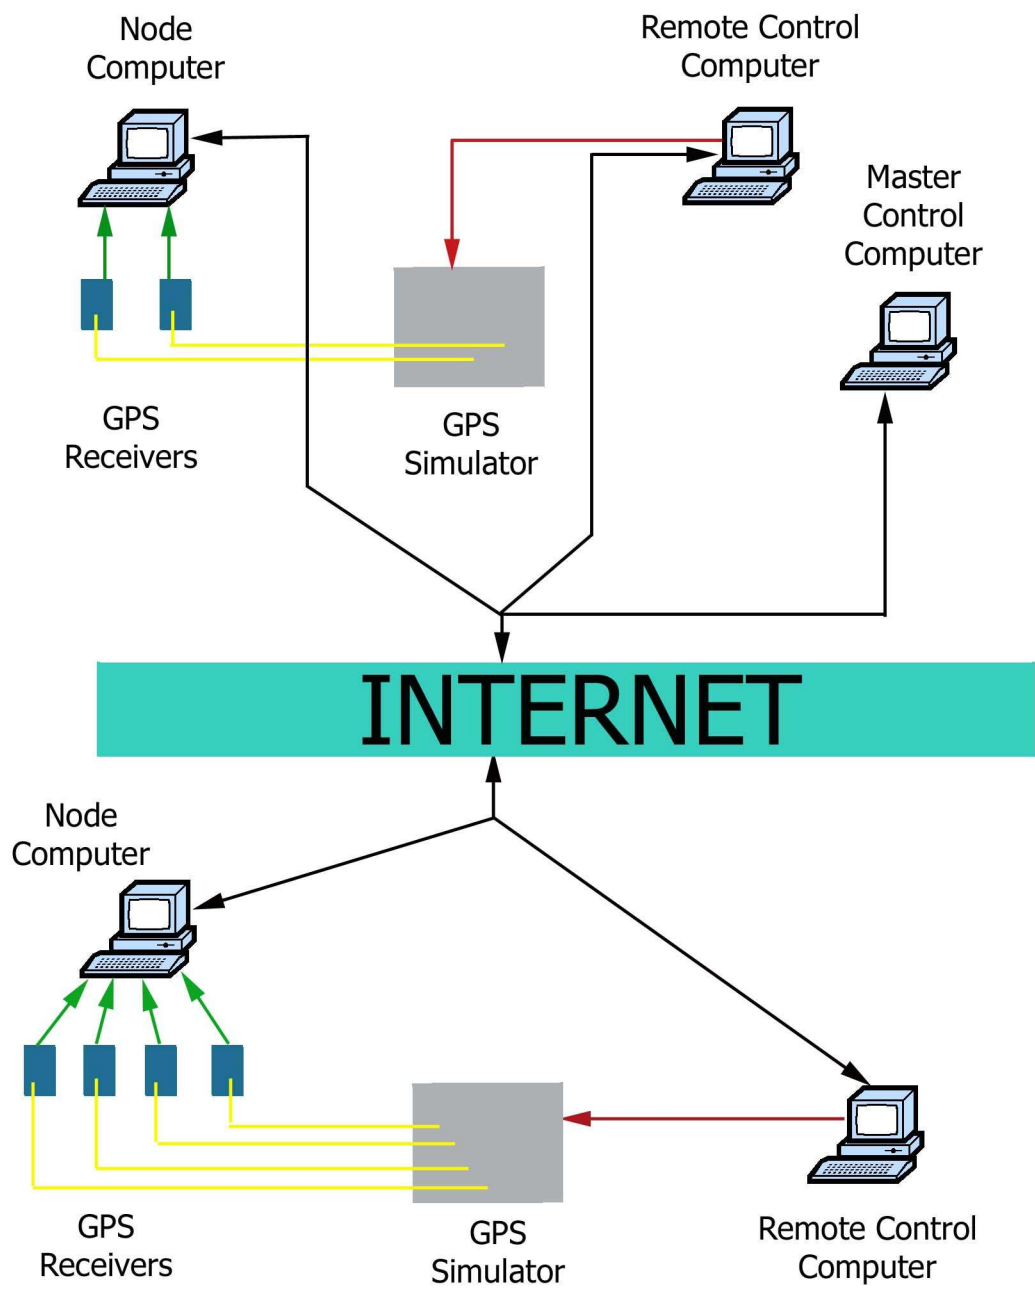 Node
Computer
Remote Control
Computer
Master
Control
Computer
GPS
Receivers
GPS
Simulator
INTERNET
Node
Computer
GPS
Receivers
GPS
Simulator
Remote Control
Computer